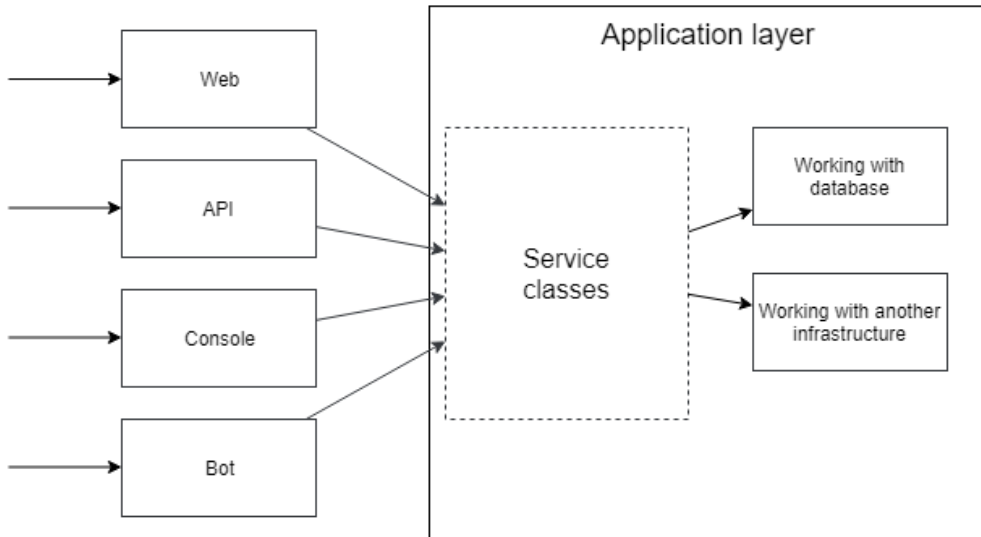 Application layer
Web
API
Console
Bot
Service
classes
Working with
database
Working with another
infrastructure